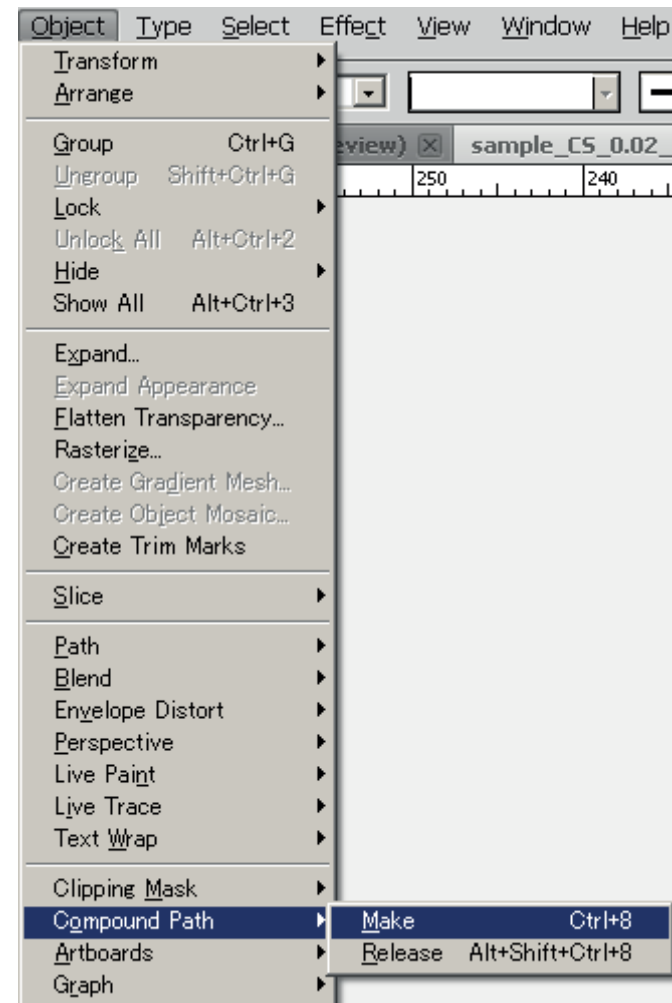 Object Type Select Effect View Window Help
Transform
Arrange
eview) sample_CS_0.02_
Group Ctrl+G
250 240
Ungroup Shift+Ctrl+G
Lock
Unlock All Alt+Ctrl+2
Hide
Show All Alt+Ctrl+3
Expand...
Expand Appearance
Flatten Transparency...
Rasterize...
Create Gradient Mesh...
Create Object Mosaic...
Create Trim Marks
Slice
Path
Blend
Envelope Distort
Perspective
Live Paint
Live Trace
Text Wrap
Clipping Mask
Compound Path
Make Ctrl+8
Artboards
Release Alt+Shift+Ctrl+8
Graph